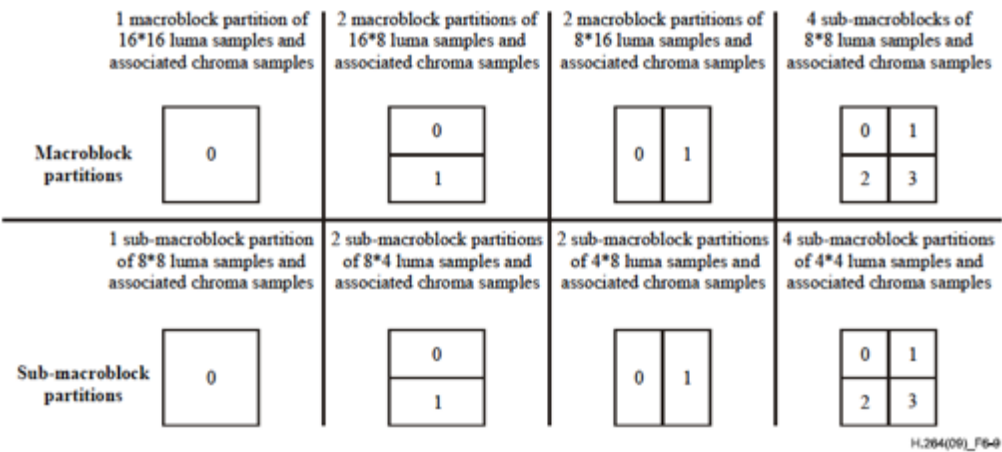 1 macroblock partition of
16*16 luma samples and
associated chroma samples
2 macroblock partitions of
16*8 luma samples and
associated chroma samples
2 macroblock partitions of
8*16 luma samples and
associated chroma samples
4 sub-macroblocks of
8*8 luma samples and
associated chroma samples
Macroblock
partitions
0
0
1
0 1
0 1
2 3
1 sub-macroblock partition
of 8*8 luma samples and
associated chroma samples
2 sub-macroblock partitions
of 8*4 luma samples and
associated chroma samples
2 sub-macroblock partitions
of 4*8 luma samples and
associated chroma samples
4 sub-macroblock partitions
of 4*4 luma samples and
associated chroma samples
Sub-macroblock
partitions
0
0
1
0 1
0 1
2 3
H.264(09)_F6-9